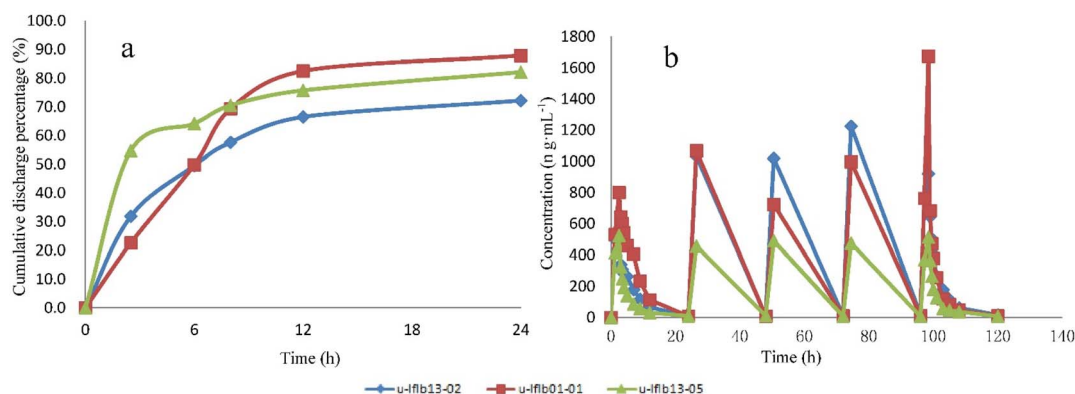 a
100.0
90.0
80.0
70.0
60.0
50.0
40.0
30.0
20.0
10.0
0.0
Cumulative discharge percentage (%)
0 6 12 18 24
Time (h)
b
1800
1600
1400
1200
1000
800
600
400
200
0
Concentration (n g·mL⁻¹)
0 20 40 60 80 100 120 140
Time (h)
u-lflb13-02 u-lflb01-01 u-lflb13-05